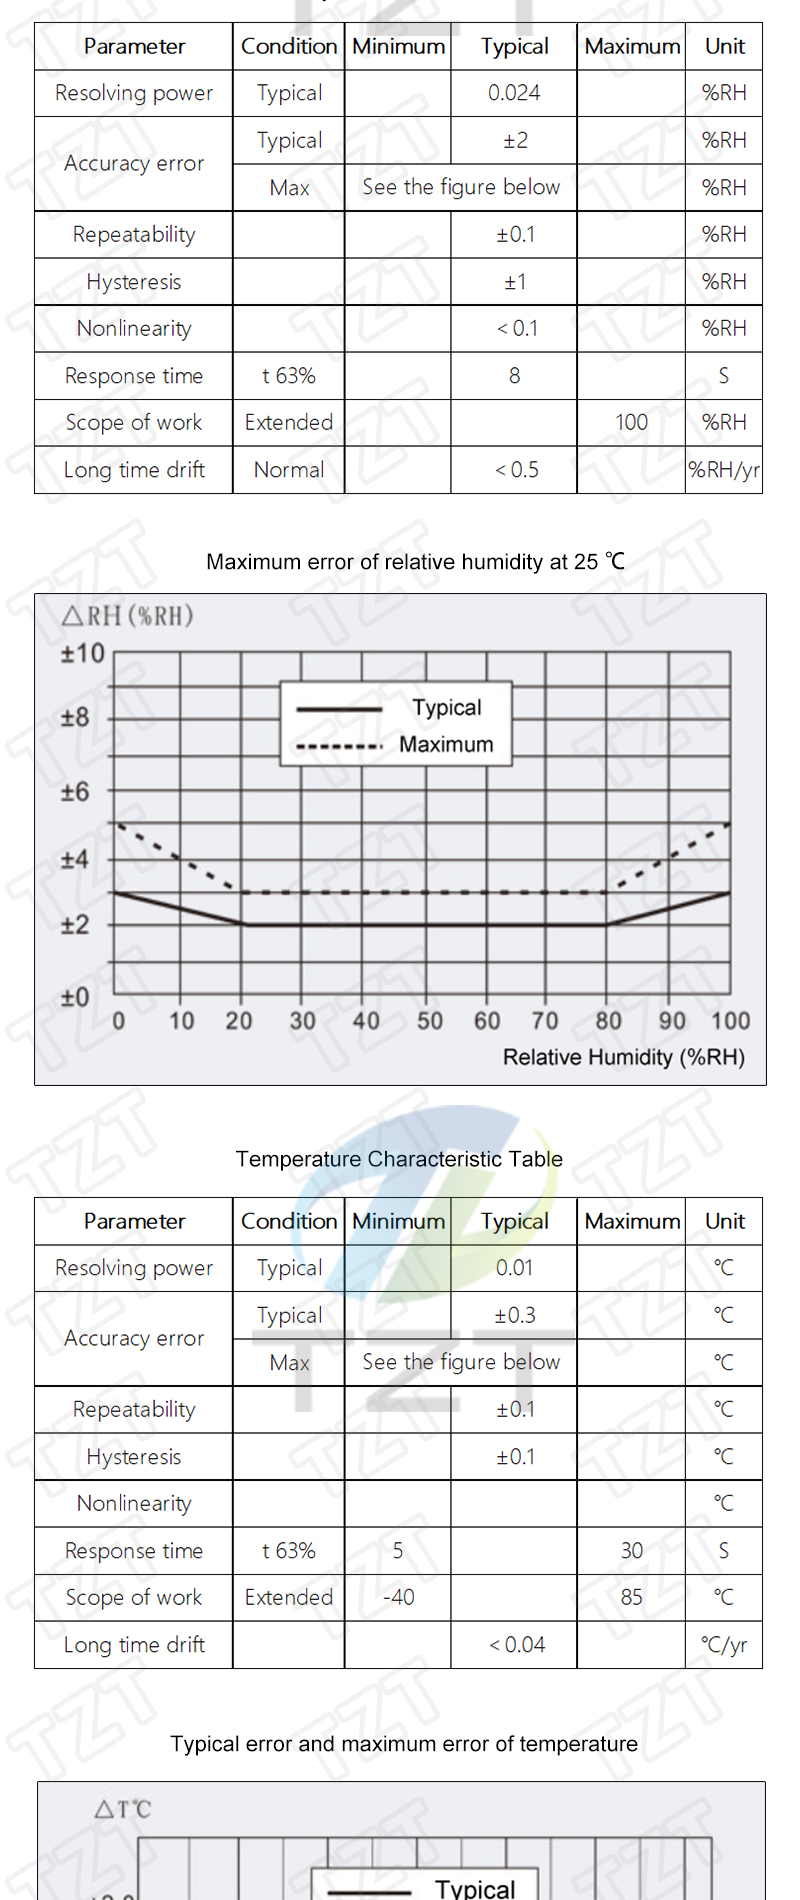 Parameter Condition Minimum Typical Maximum Unit
Resolving power Typical 0.024 %RH
Accuracy error Typical ±2 %RH
Max See the figure below %RH
Repeatability ±0.1 %RH
Hysteresis ±1 %RH
Nonlinearity <0.1 %RH
Response time t 63% 8 S
Scope of work Extended 100 %RH
Long time drift Normal <0.5 %RH/yr
Maximum error of relative humidity at 25 ℃
△RH(%RH)
±10
Typical
±8
Maximum
±6
±4
±2
±0
0 10 20 30 40 50 60 70 80 90 100
Relative Humidity (%RH)
Temperature Characteristic Table
Parameter Condition Minimum Typical Maximum Unit
Resolving power Typical 0.01 ℃
Accuracy error Typical ±0.3 ℃
Max See the figure below ℃
TZT
Repeatability ±0.1 ℃
Hysteresis ±0.1 ℃
Nonlinearity ℃
Response time t 63% 5 30 S
Scope of work Extended -40 85 ℃
Long time drift <0.04 ℃/yr
Typical error and maximum error of temperature
△T℃
Typical